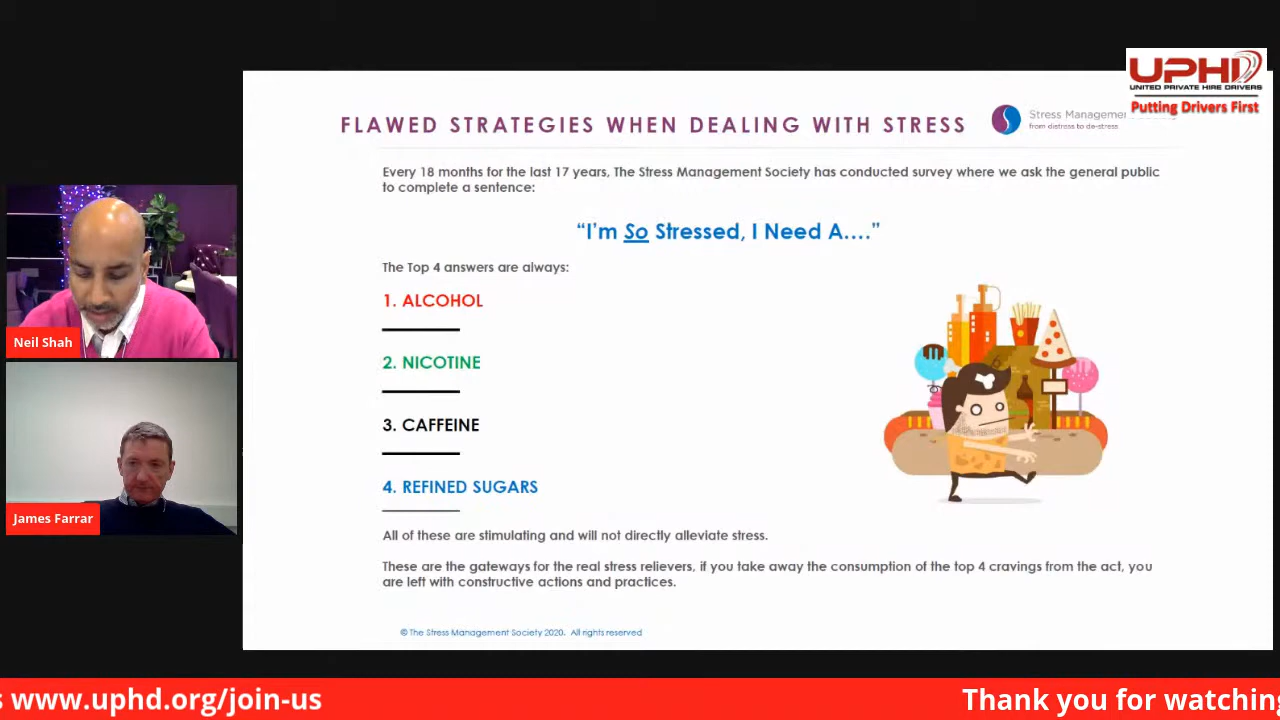 UPHD
UNITED PRIVATE HIRE DRIVERS
Putting Drivers First
FLAWED STRATEGIES WHEN DEALING WITH STRESS
Stress Managemen
from distress to de-stress
Every 18 months for the last 17 years, The Stress Management Society has conducted survey where we ask the general public
to complete a sentence:
“I’m So Stressed, I Need A….”
The Top 4 answers are always:
1. ALCOHOL
2. NICOTINE
3. CAFFEINE
4. REFINED SUGARS
All of these are stimulating and will not directly alleviate stress.
These are the gateways for the real stress relievers, if you take away the consumption of the top 4 cravings from the act, you
are left with constructive actions and practices.
© The Stress Management Society 2020. All rights reserved
Neil Shah
James Farrar
s www.uphd.org/join-us
Thank you for watching